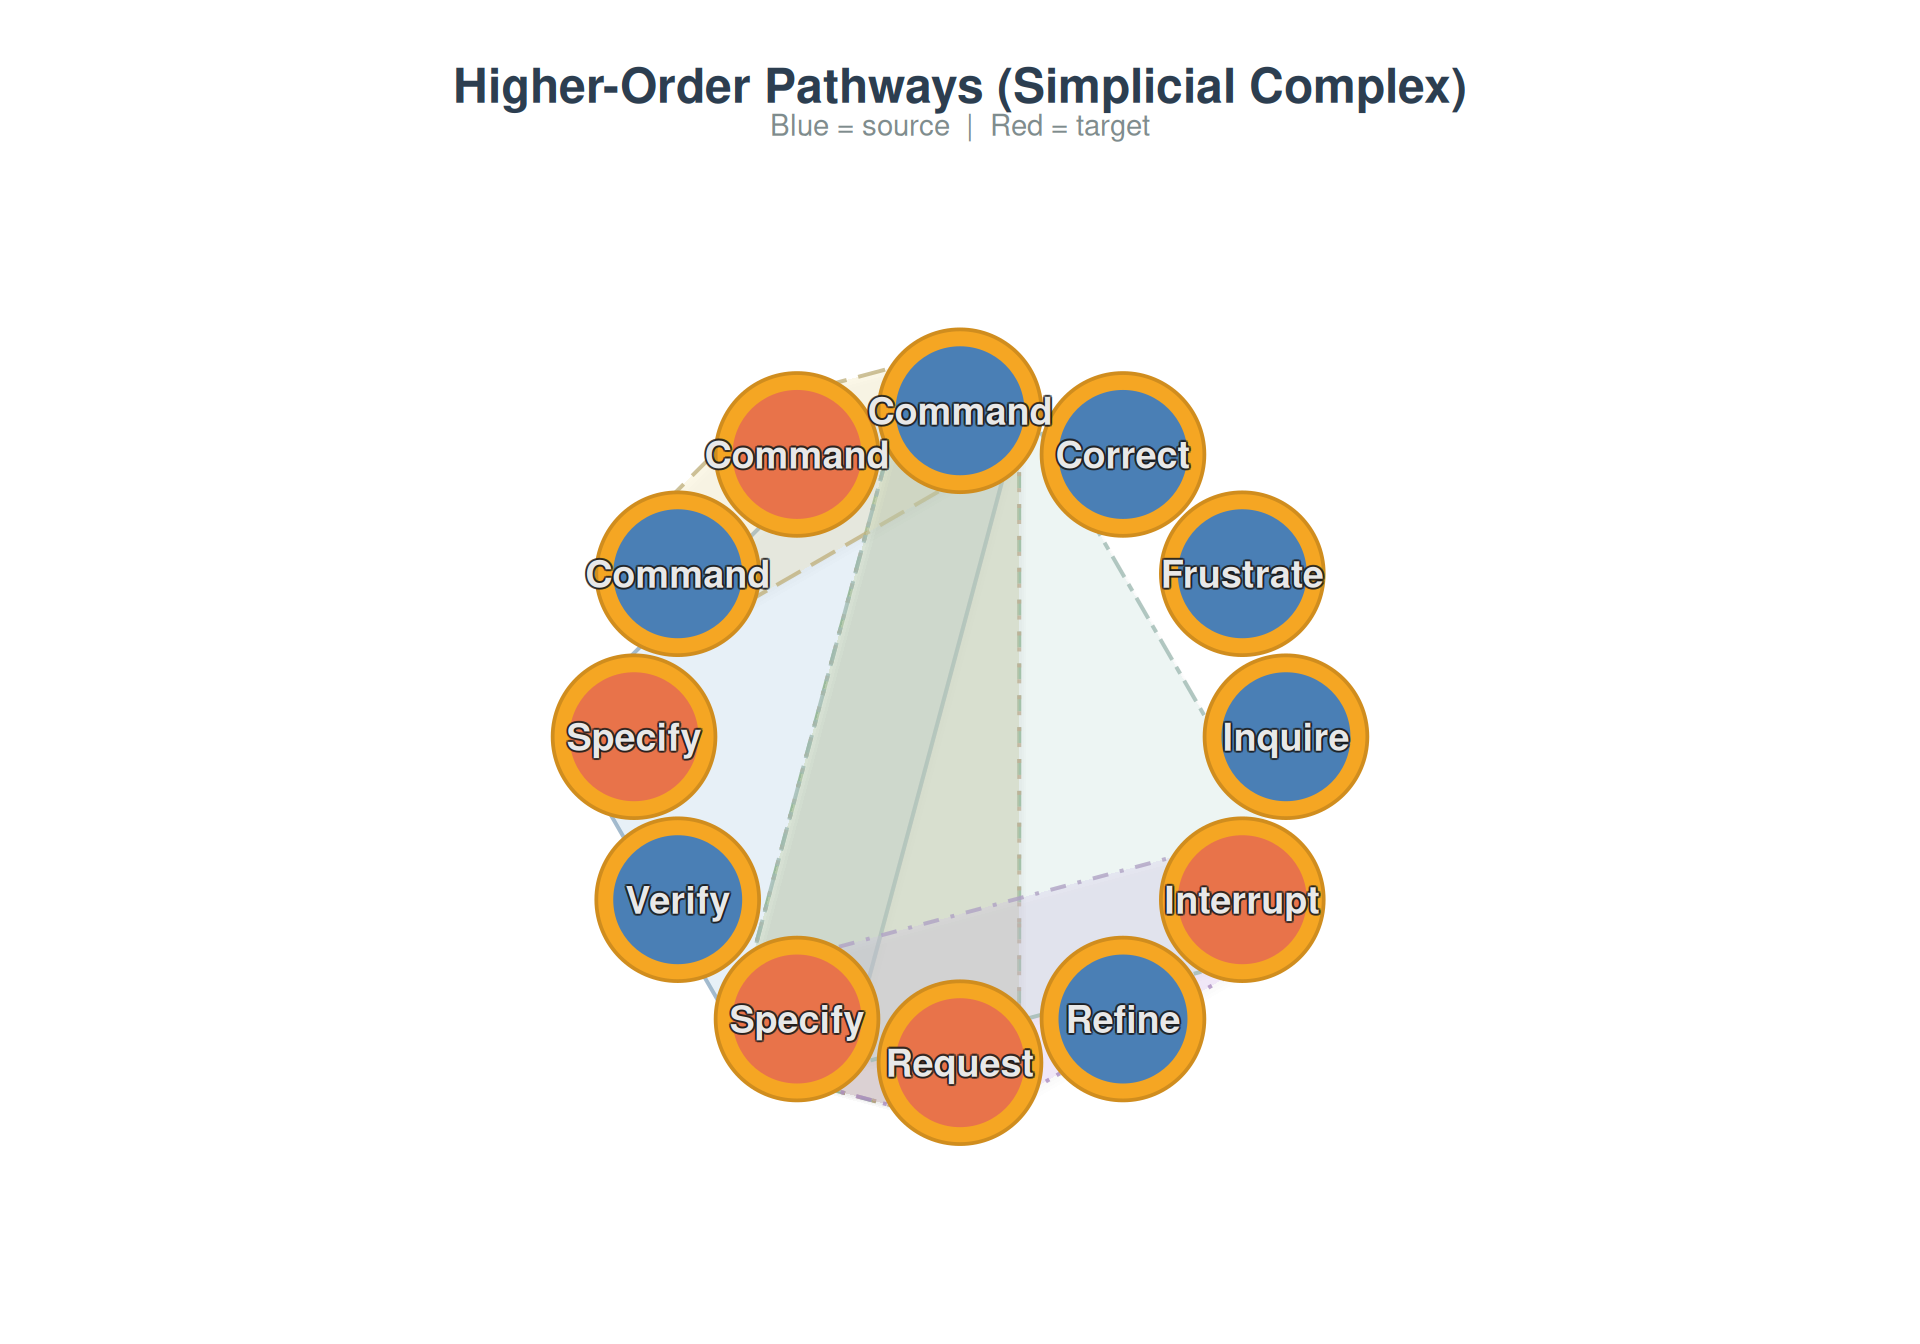 Higher-Order Pathways (Simplicial Complex)
Blue = source | Red = target
Command
Command
Correct
Command
Frustrate
Specify
Inquire
Verify
Interrupt
Specify
Refine
Request